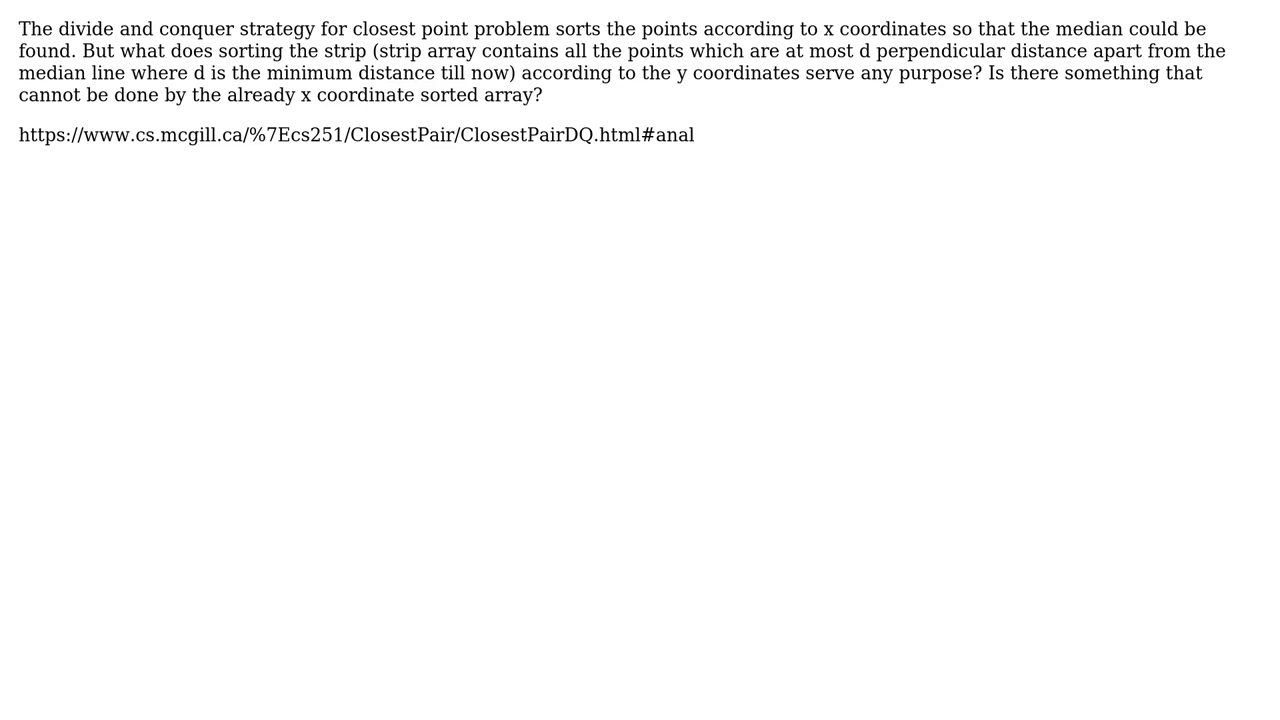 The divide and conquer strategy for closest point problem sorts the points according to x coordinates so that the median could be
found. But what does sorting the strip (strip array contains all the points which are at most d perpendicular distance apart from the
median line where d is the minimum distance till now) according to the y coordinates serve any purpose? Is there something that
cannot be done by the already x coordinate sorted array?
https://www.cs.mcgill.ca/%7Ecs251/ClosestPair/ClosestPairDQ.html#anal